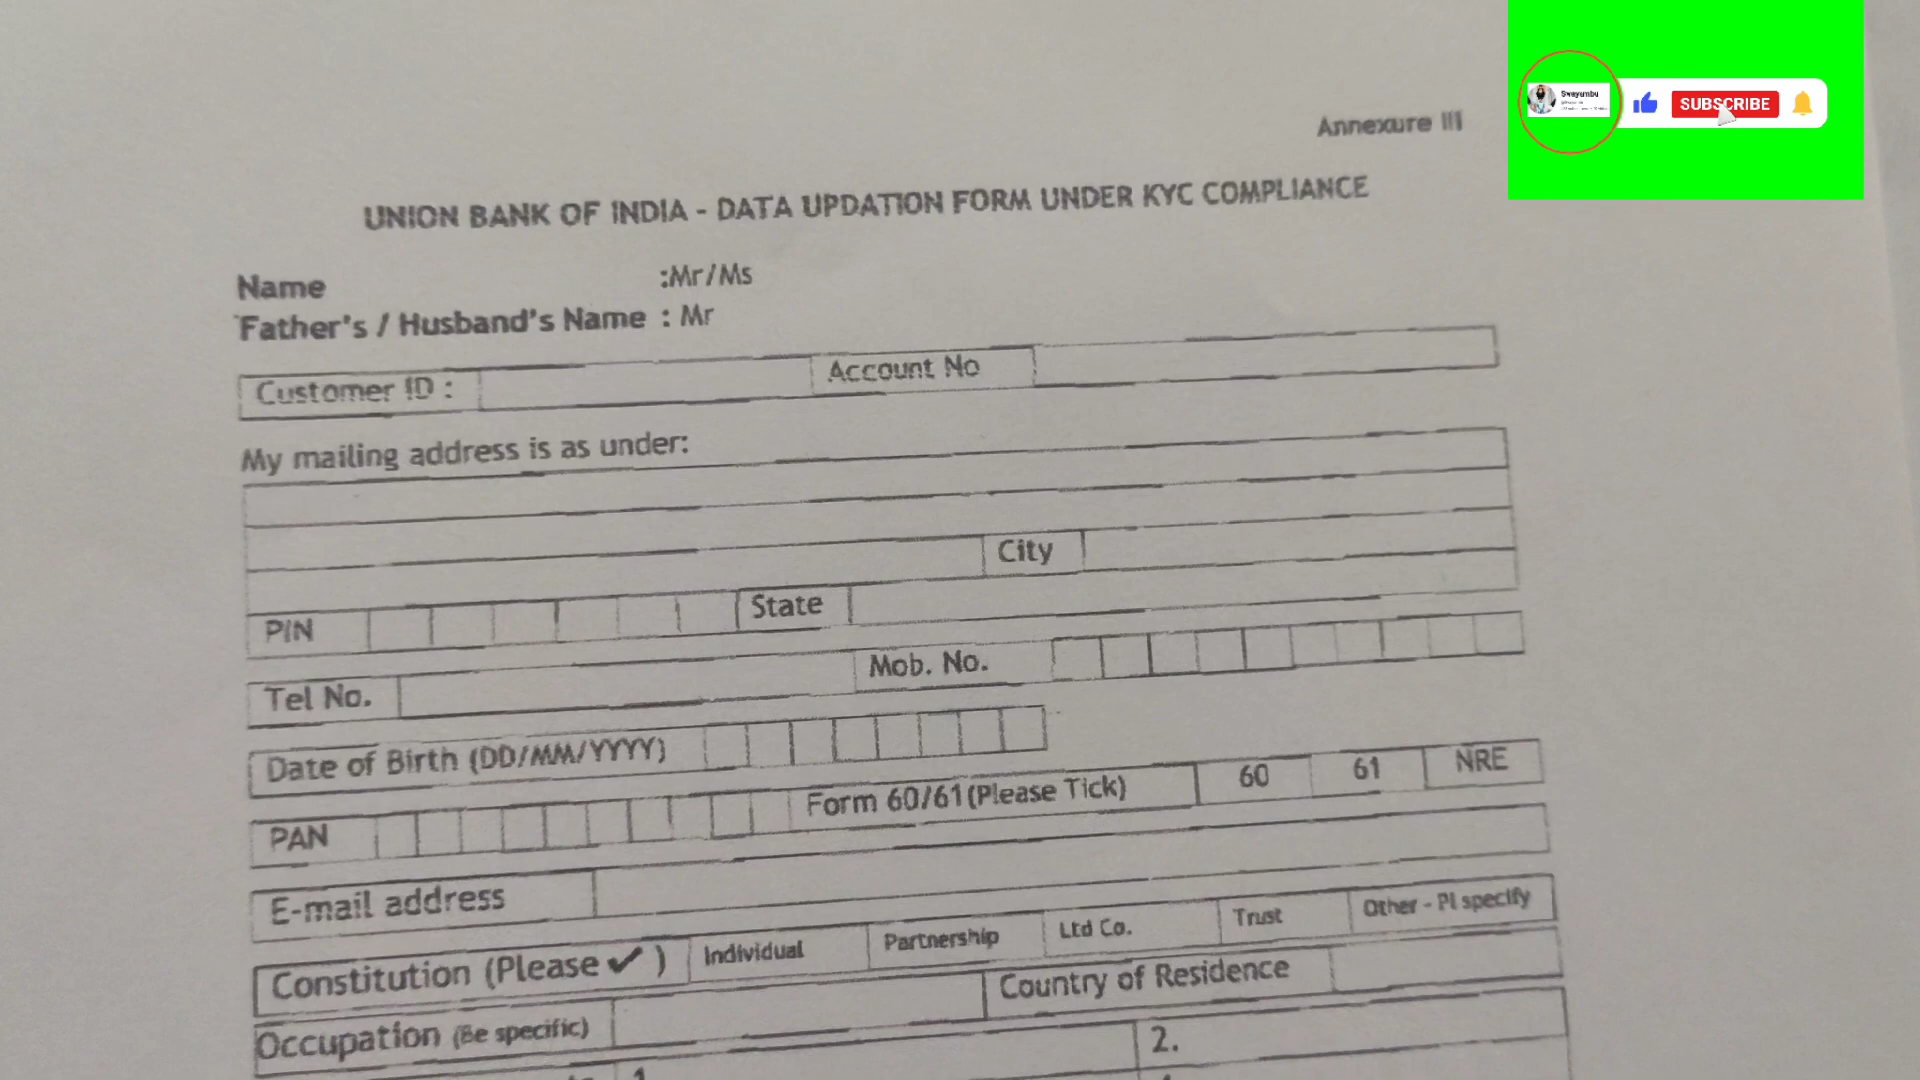 Annexure III
UNION BANK OF INDIA - DATA UPDATION FORM UNDER KYC COMPLIANCE
Name :Mr/Ms
Father's / Husband's Name : Mr
Customer ID : Account No
My mailing address is as under:
City
PIN State
Tel No. Mob. No.
Date of Birth (DD/MM/YYYY)
PAN Form 60/61(Please Tick) 60 61 NRE
E-mail address
Constitution (Please ✔ ) Individual Partnership Ltd Co. Trust Other - Pl specify
Occupation (Be specific) Country of Residence
1 2.
Swayambu
SUBSCRIBE